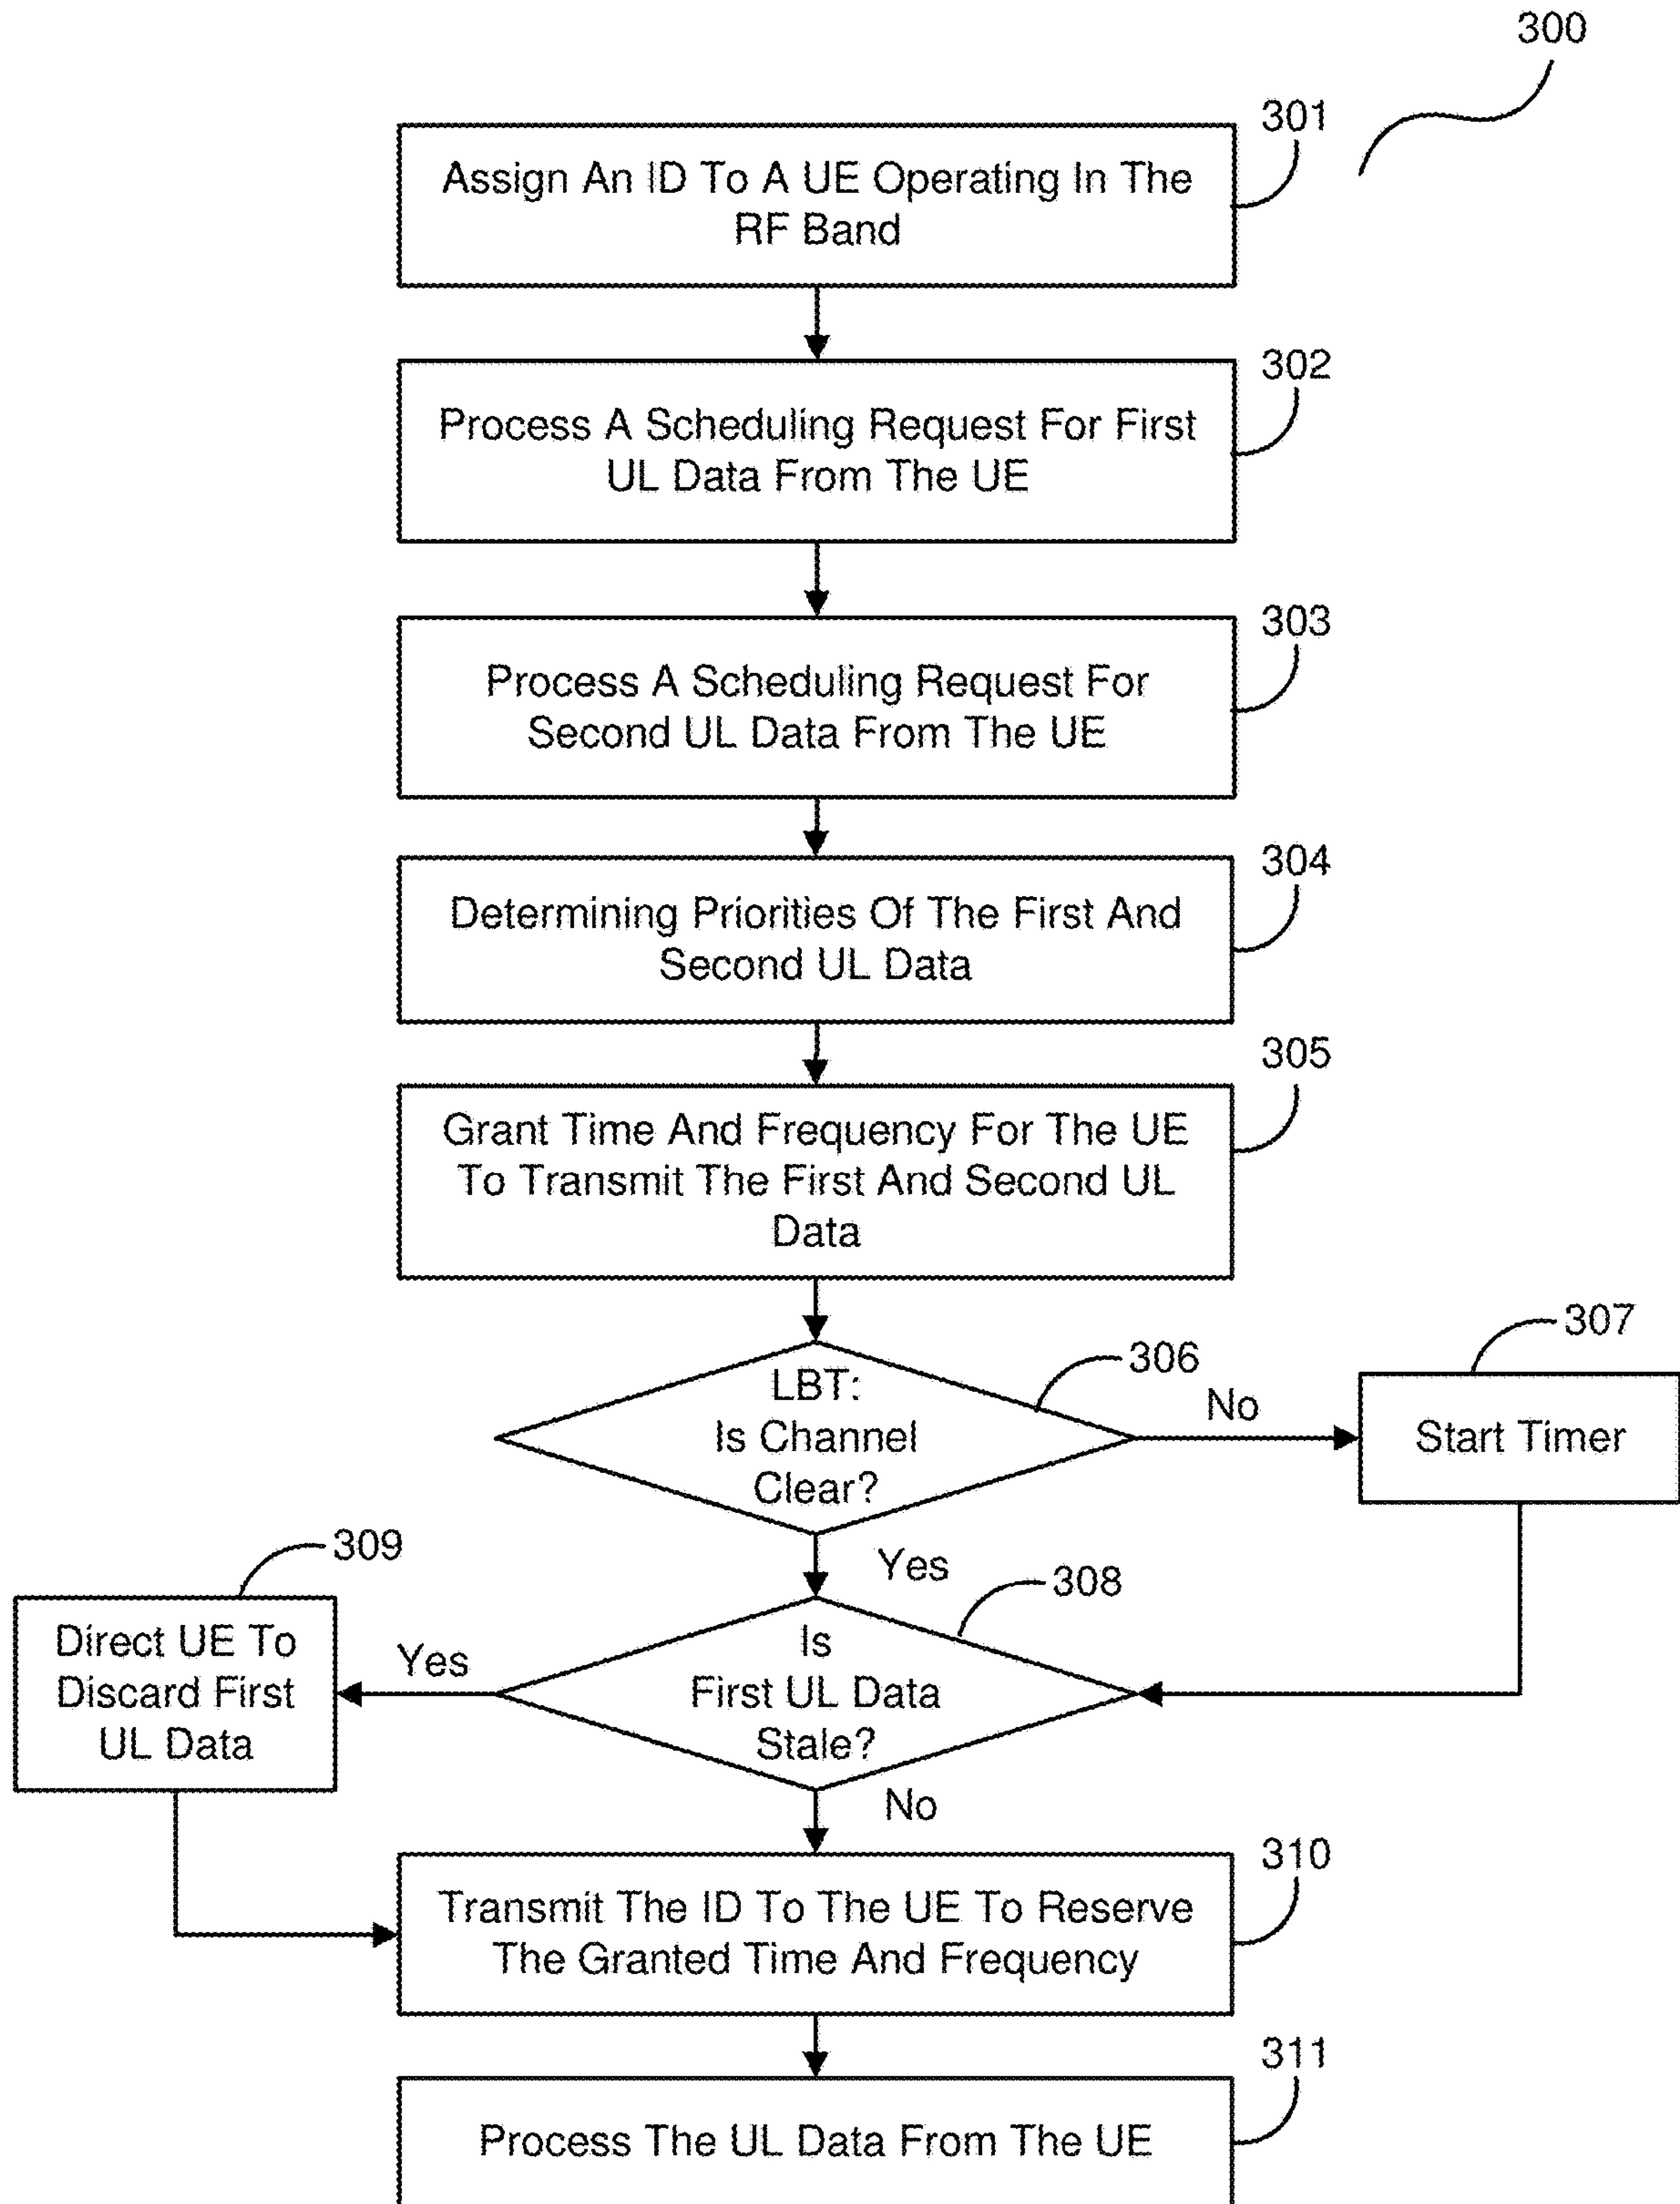 300
301
Assign An ID To A UE Operating In The
RF Band
302
Process A Scheduling Request For First
UL Data From The UE
303
Process A Scheduling Request For
Second UL Data From The UE
304
Determining Priorities Of The First And
Second UL Data
305
Grant Time And Frequency For The UE
To Transmit The First And Second UL
Data
306
LBT:
Is Channel
Clear?
No
307
Start Timer
Yes
308
Is
First UL Data
Stale?
Yes
309
Direct UE To
Discard First
UL Data
No
310
Transmit The ID To The UE To Reserve
The Granted Time And Frequency
311
Process The UL Data From The UE